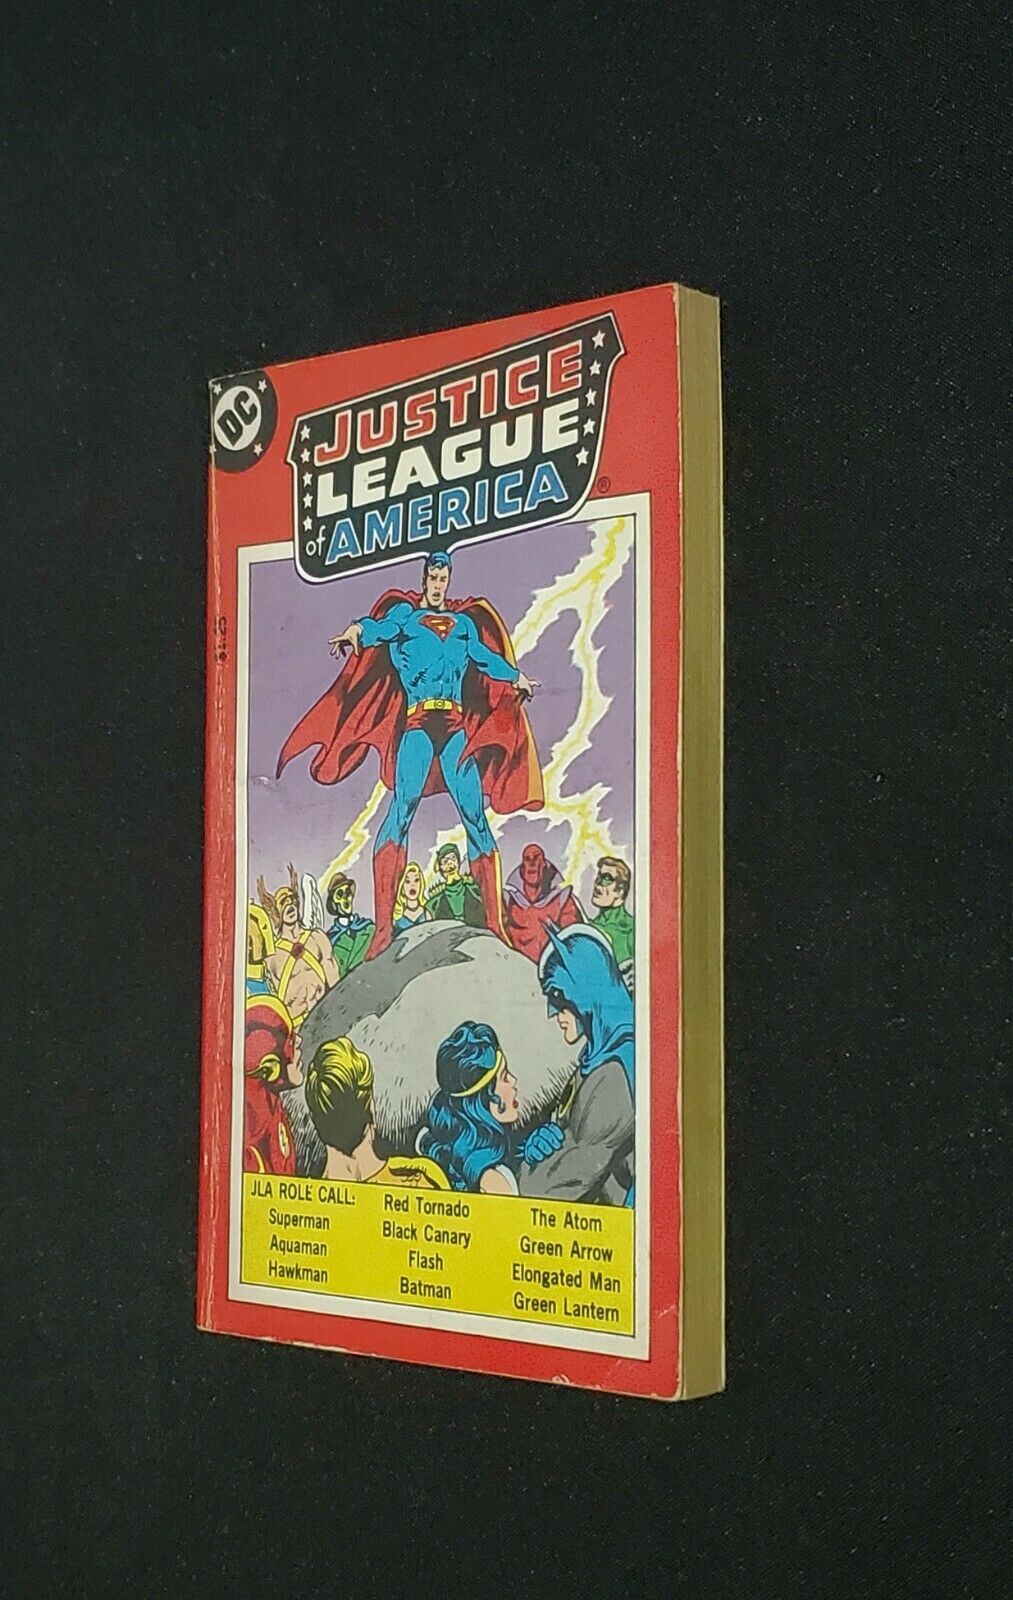 DC
JUSTICE
LEAGUE
of AMERICA
®
S
JLA ROLE CALL:
Superman
Aquaman
Hawkman
Red Tornado
Black Canary
Flash
Batman
The Atom
Green Arrow
Elongated Man
Green Lantern